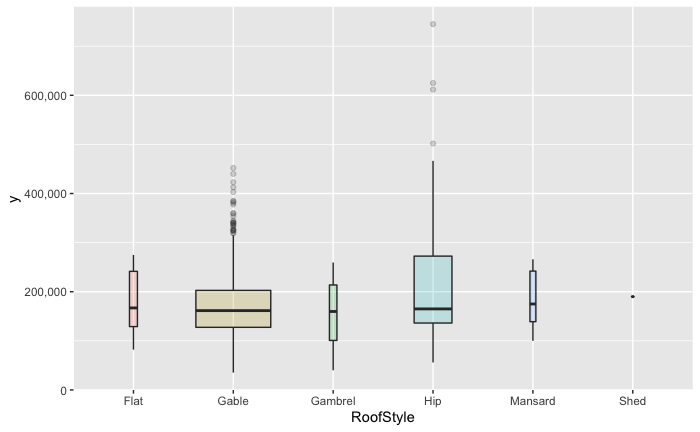 600,000
400,000
200,000
0
y
Flat Gable Gambrel Hip Mansard Shed
RoofStyle